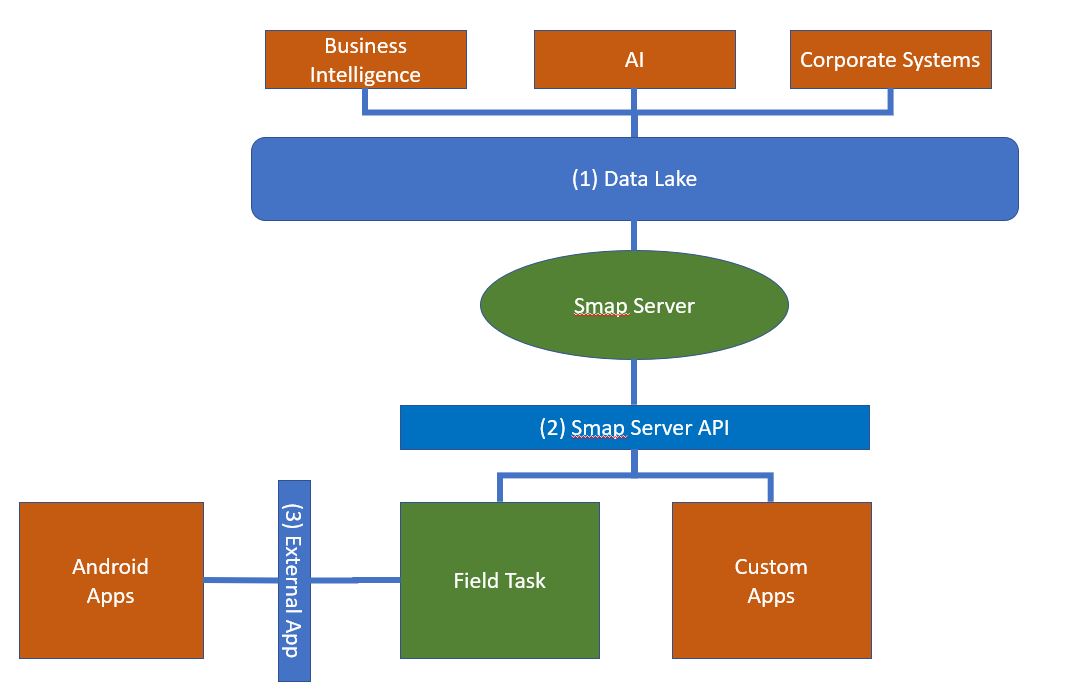 Business
Intelligence
AI
Corporate Systems
(1) Data Lake
Smap Server
(2) Smap Server API
Android
Apps
(3) External App
Field Task
Custom
Apps